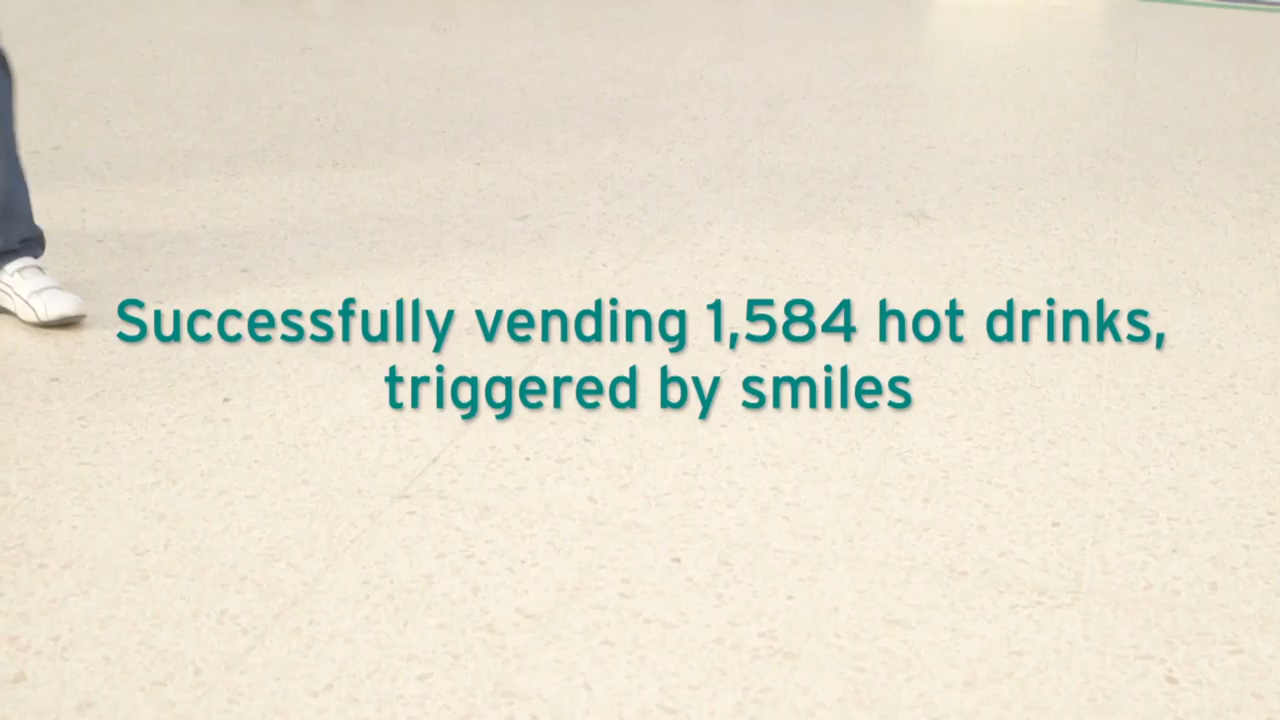 Successfully vending 1,584 hot drinks,
triggered by smiles